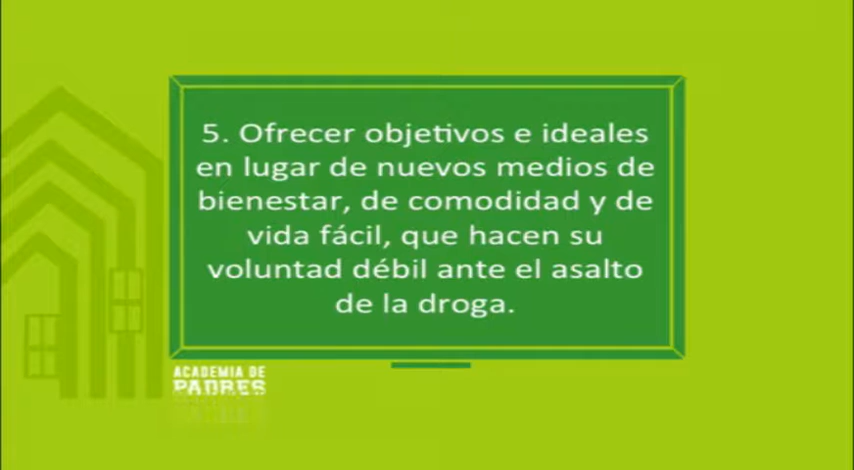 5. Ofrecer objetivos e ideales
en lugar de nuevos medios de
bienestar, de comodidad y de
vida fácil, que hacen su
voluntad débil ante el asalto
de la droga.
ACADEMIA DE
PADRES